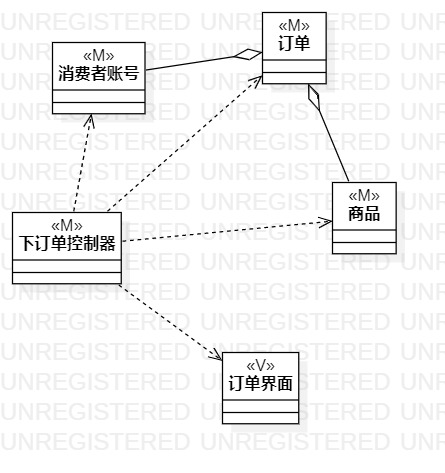 «M»
订单
«M»
消费者账号
«M»
商品
«M»
下订单控制器
«V»
订单界面
UNREGISTERED UNREGISTERED UNREGISTERED